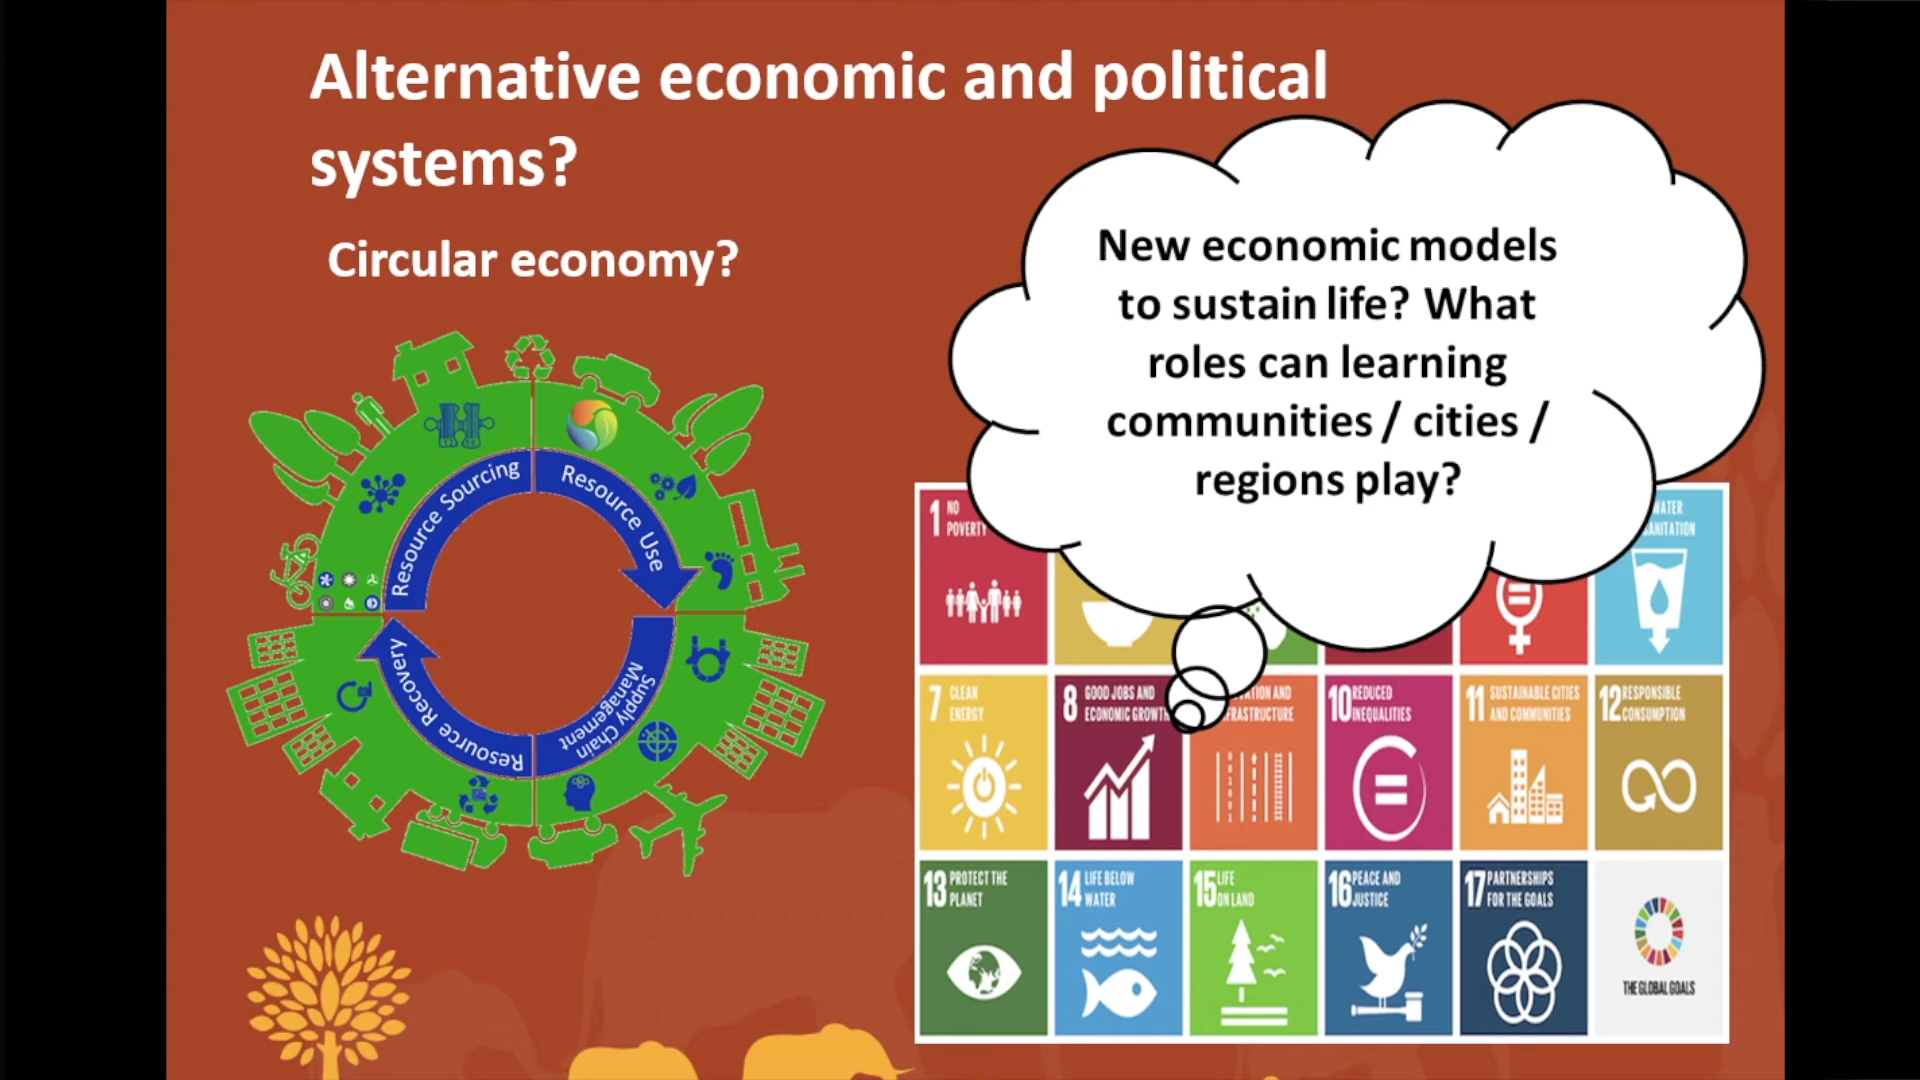 Alternative economic and political
systems?
Circular economy?
New economic models
to sustain life? What
roles can learning
communities / cities /
regions play?
Resource Sourcing
Resource Use
Supply Chain
Management
Resource Recovery
1 NO
POVERTY
WATER
7 CLEAN
ENERGY
8 GOOD JOBS AND
ECONOMIC GROWTH
AND
10 REDUCED
INEQUALITIES
11 SUSTAINABLE CITIES
AND COMMUNITIES
12 RESPONSIBLE
CONSUMPTION
13 PROTECT THE
PLANET
14 LIFE BELOW
WATER
15 LIFE
ON LAND
16 PEACE AND
JUSTICE
17 PARTNERSHIPS
FOR THE GOALS
THE GLOBAL GOALS